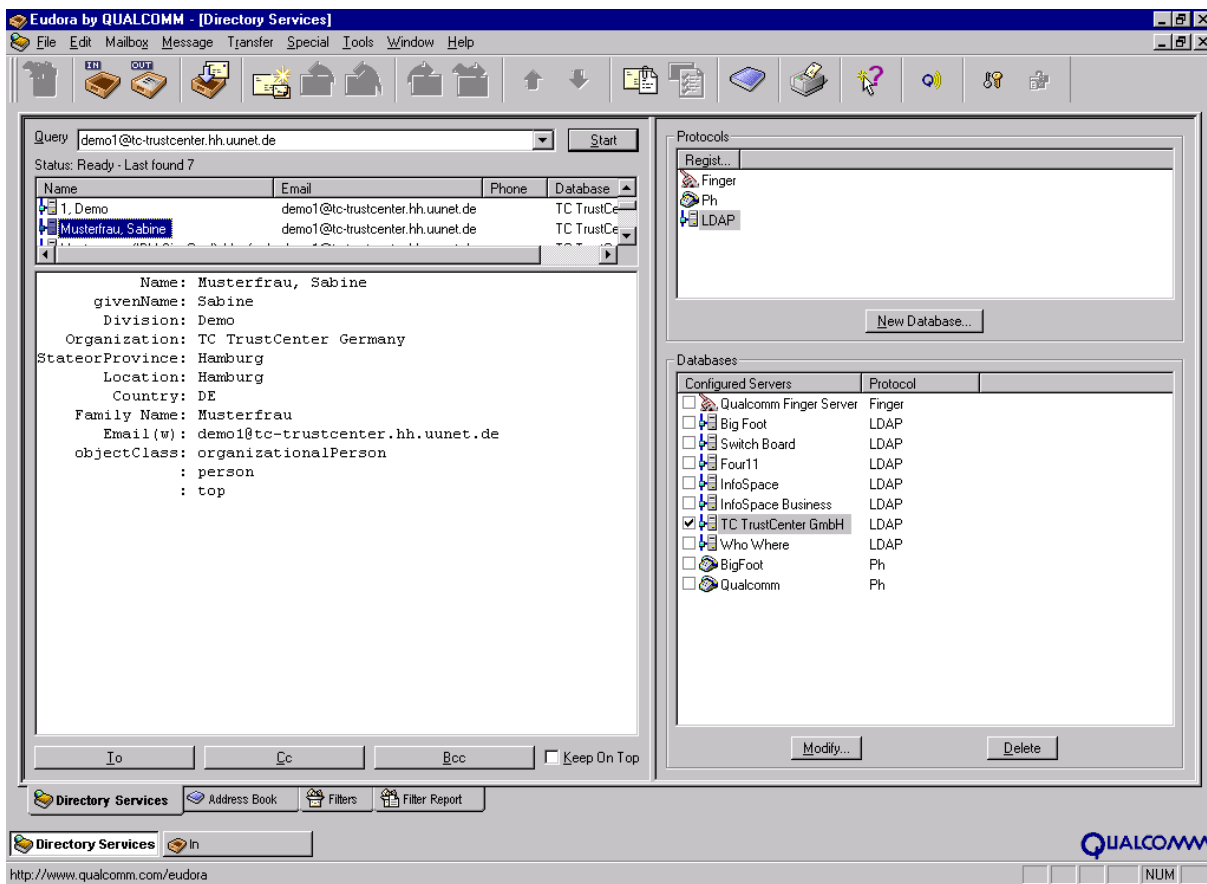 Eudora by QUALCOMM - [Directory Services]
File Edit Mailbox Message Transfer Special Tools Window Help
IN OUT
Query demo1@tc-trustcenter.hh.uunet.de Start
Status: Ready - Last found 7
Name Email Phone Database
1, Demo demo1@tc-trustcenter.hh.uunet.de TC TrustCe
Musterfrau, Sabine demo1@tc-trustcenter.hh.uunet.de TC TrustCe
Name: Musterfrau, Sabine
givenName: Sabine
Division: Demo
Organization: TC TrustCenter Germany
StateorProvince: Hamburg
Location: Hamburg
Country: DE
Family Name: Musterfrau
Email(w): demo1@tc-trustcenter.hh.uunet.de
objectClass: organizationalPerson
: person
: top
To Cc Bcc Keep On Top
Protocols
Regist...
Finger
Ph
LDAP
New Database...
Databases
Configured Servers Protocol
Qualcomm Finger Server Finger
Big Foot LDAP
Switch Board LDAP
Four11 LDAP
InfoSpace LDAP
InfoSpace Business LDAP
TC TrustCenter GmbH LDAP
Who Where LDAP
BigFoot Ph
Qualcomm Ph
Modify... Delete
Directory Services Address Book Filters Filter Report
Directory Services In
QUALCOMM
http://www.qualcomm.com/eudora NUM